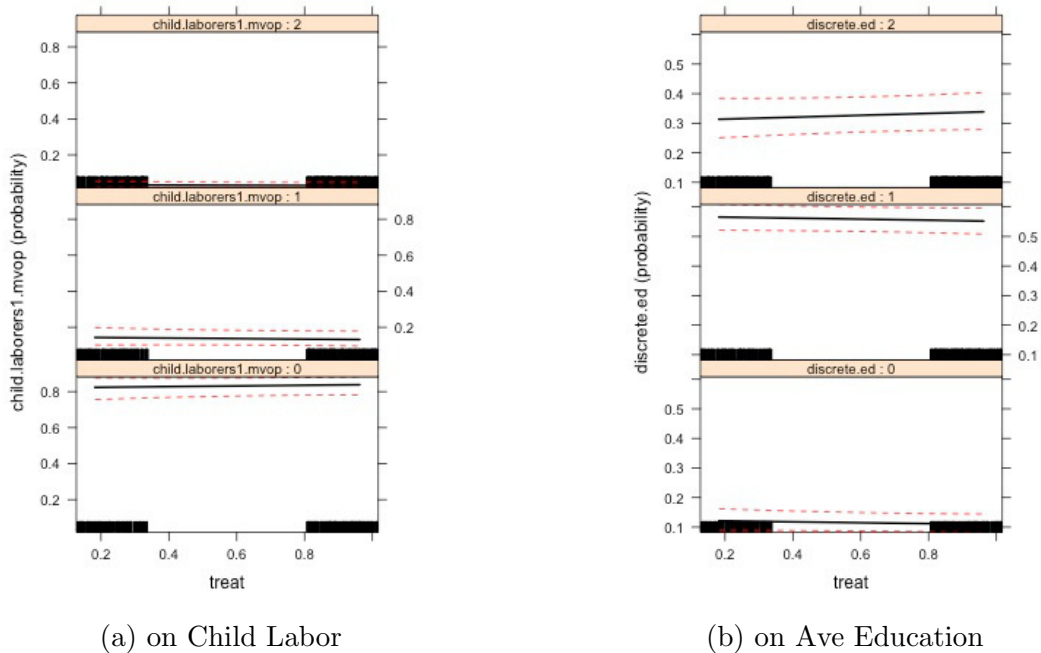 child.laborers1.mvop : 2
0.8
0.6
0.4
0.2
child.laborers1.mvop : 1
0.8
0.6
0.4
0.2
child.laborers1.mvop : 0
0.8
0.6
0.4
0.2
child.laborers1.mvop (probability)
0.2 0.4 0.6 0.8
treat
(a) on Child Labor
discrete.ed : 2
0.5
0.4
0.3
0.2
0.1
discrete.ed : 1
0.5
0.4
0.3
0.2
0.1
discrete.ed : 0
0.5
0.4
0.3
0.2
0.1
discrete.ed (probability)
0.2 0.4 0.6 0.8
treat
(b) on Ave Education